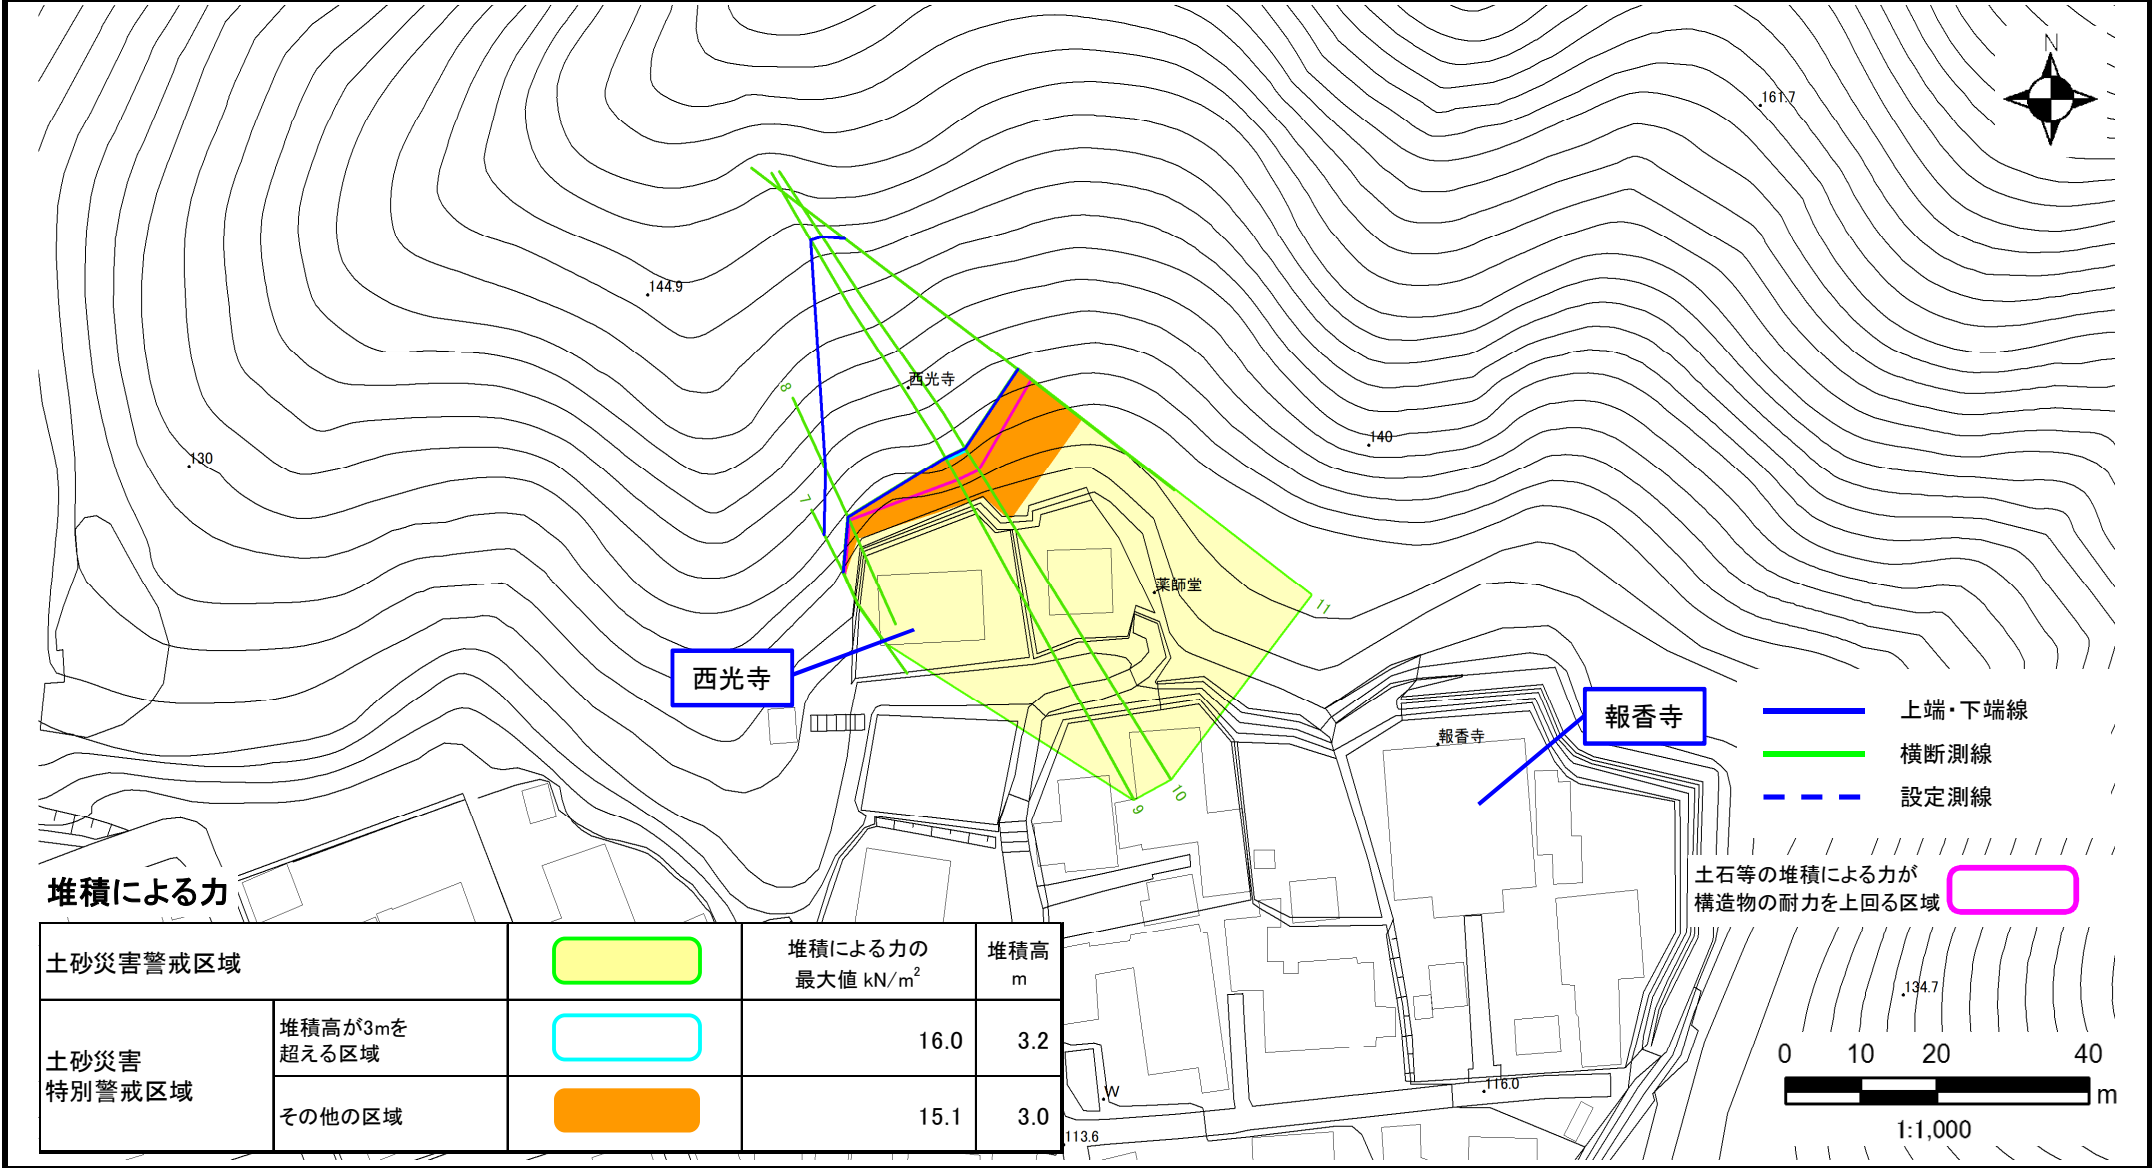 N
161.7
144.9
西光寺
8
140
130
7
薬師堂
11
西光寺
報香寺
報香寺
10
9
上端・下端線
横断測線
設定測線
土石等の堆積による力が
構造物の耐力を上回る区域
134.7
116.0
W
113.6
0 10 20 40
m
1:1,000
堆積による力
土砂災害警戒区域
堆積による力の
最大値 kN/m²
堆積高
m
土砂災害
特別警戒区域
堆積高が3mを
超える区域
16.0
3.2
その他の区域
15.1
3.0